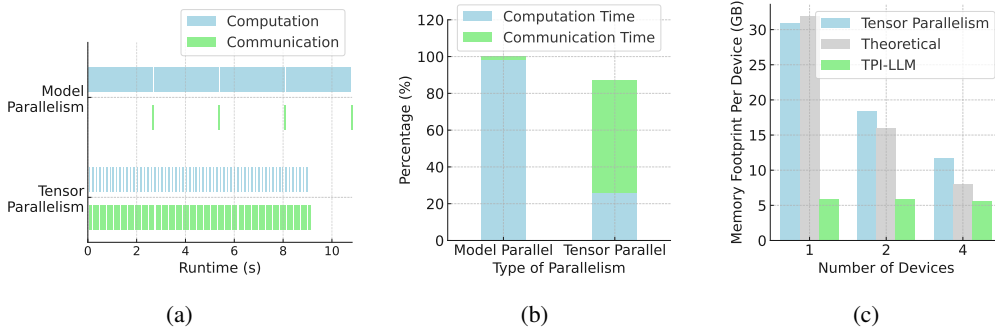 Computation
Communication
Model
Parallelism
Tensor
Parallelism
0 2 4 6 8 10
Runtime (s)
(a)
Computation Time
Communication Time
Percentage (%)
120
100
80
60
40
20
0
Model Parallel Tensor Parallel
Type of Parallelism
(b)
Tensor Parallelism
Theoretical
TPI-LLM
Memory Footprint Per Device (GB)
30
25
20
15
10
5
0
1 2 4
Number of Devices
(c)